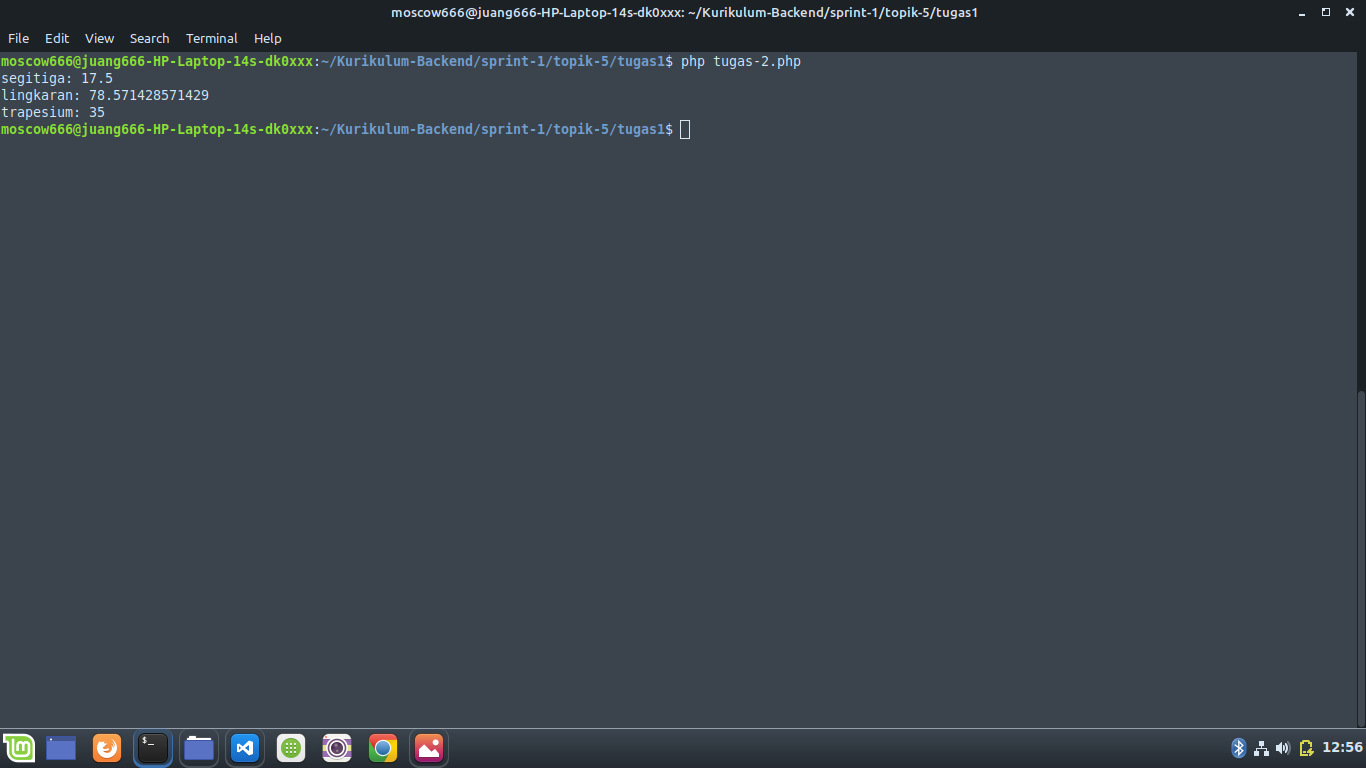 moscow666@juang666-HP-Laptop-14s-dk0xxx: ~/Kurikulum-Backend/sprint-1/topik-5/tugas1
File Edit View Search Terminal Help
moscow666@juang666-HP-Laptop-14s-dk0xxx:~/Kurikulum-Backend/sprint-1/topik-5/tugas1$ php tugas-2.php
segitiga: 17.5
lingkaran: 78.571428571429
trapesium: 35
moscow666@juang666-HP-Laptop-14s-dk0xxx:~/Kurikulum-Backend/sprint-1/topik-5/tugas1$
$_
12:56